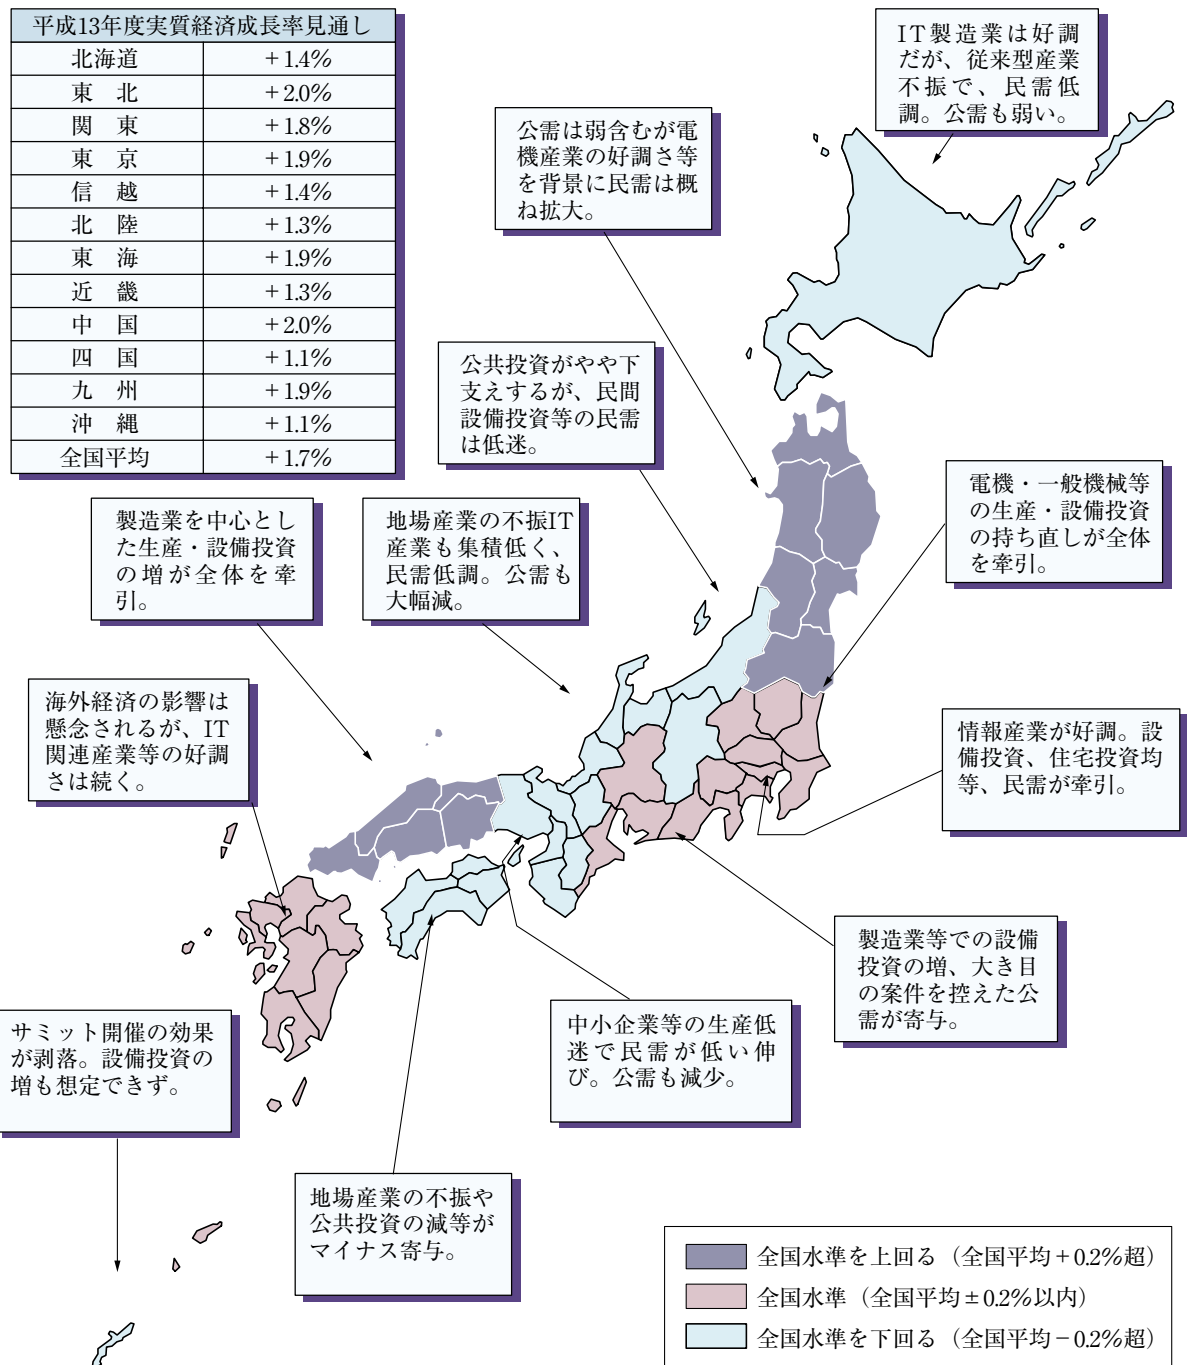 平成13年度実質経済成長率見通し
北海道 +1.4%
東 北 +2.0%
関 東 +1.8%
東 京 +1.9%
信 越 +1.4%
北 陸 +1.3%
東 海 +1.9%
近 畿 +1.3%
中 国 +2.0%
四 国 +1.1%
九 州 +1.9%
沖 縄 +1.1%
全国平均 +1.7%
IT製造業は好調
だが、従来型産業
不振で、民需低
調。公需も弱い。
公需は弱含むが電
機産業の好調さ等
を背景に民需は概
ね拡大。
公共投資がやや下
支えするが、民間
設備投資等の民需
は低迷。
電機・一般機械等
の生産・設備投資
の持ち直しが全体
を牽引。
製造業を中心とし
た生産・設備投資
の増が全体を牽
引。
地場産業の不振IT
産業も集積低く、
民需低調。公需も
大幅減。
海外経済の影響は
懸念されるが、IT
関連産業等の好調
さは続く。
情報産業が好調。設
備投資、住宅投資均
等、民需が牽引。
製造業等での設備
投資の増、大き目
の案件を控えた公
需が寄与。
サミット開催の効果
が剥落。設備投資の
増も想定できず。
中小企業等の生産低
迷で民需が低い伸
び。公需も減少。
地場産業の不振や
公共投資の減等が
マイナス寄与。
全国水準を上回る（全国平均+0.2%超）
全国水準（全国平均±0.2%以内）
全国水準を下回る（全国平均−0.2%超）